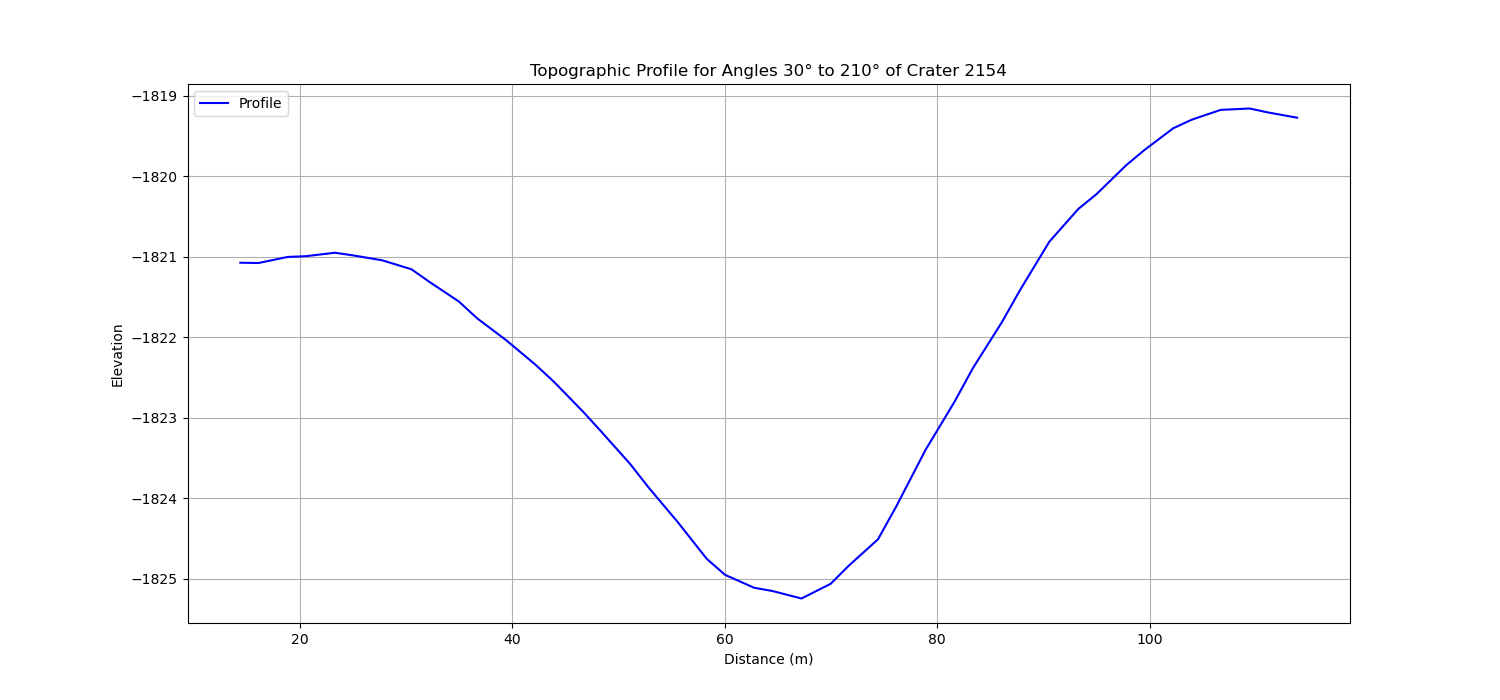 Topographic Profile for Angles 30° to 210° of Crater 2154
Profile
−1819
−1820
−1821
−1822
−1823
−1824
−1825
Elevation
20 40 60 80 100
Distance (m)